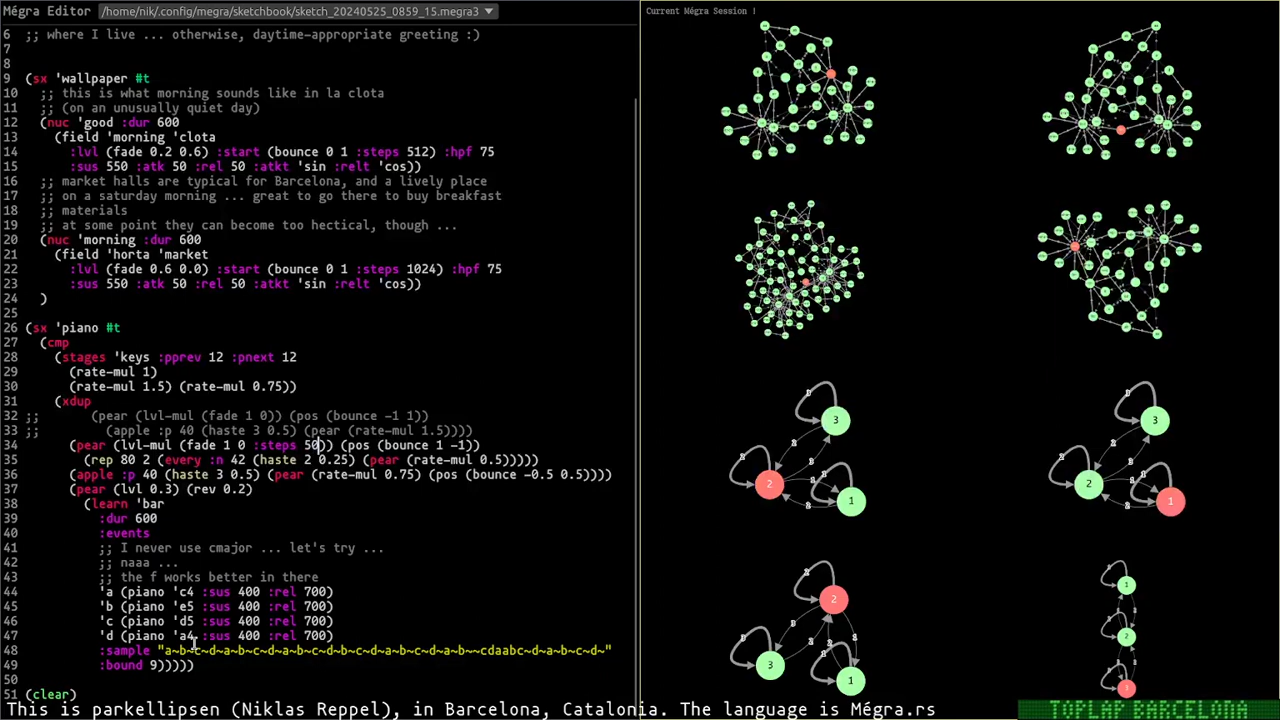 Mégra Editor /home/nik/.config/megra/sketchbook/sketch_20240525_0859_15.megra3
Current Mégra Session !
6 ;; where I live ... otherwise, daytime-appropriate greeting :)
7
8
9 (sx 'wallpaper #t
10 ;; this is what morning sounds like in la clota
11 ;; (on an unusually quiet day)
12 (nuc 'good :dur 600
13 (field 'morning 'clota
14 :lvl (fade 0.2 0.6) :start (bounce 0 1 :steps 512) :hpf 75
15 :sus 550 :atk 50 :rel 50 :atkt 'sin :relt 'cos))
16 ;; market halls are typical for Barcelona, and a lively place
17 ;; on a saturday morning ... great to go there to buy breakfast
18 ;; materials
19 ;; at some point they can become too hectical, though ...
20 (nuc 'morning :dur 600
21 (field 'horta 'market
22 :lvl (fade 0.6 0.0) :start (bounce 0 1 :steps 1024) :hpf 75
23 :sus 550 :atk 50 :rel 50 :atkt 'sin :relt 'cos))
24 )
25
26 (sx 'piano #t
27 (cmp
28 (stages 'keys :pprev 12 :pnext 12
29 (rate-mul 1)
30 (rate-mul 1.5) (rate-mul 0.75))
31 (xdup
32 ;; (pear (lvl-mul (fade 1 0)) (pos (bounce -1 1))
33 ;; (apple :p 40 (haste 3 0.5) (pear (rate-mul 1.5))))
34 (pear (lvl-mul (fade 1 0 :steps 50)) (pos (bounce 1 -1))
35 (rep 80 2 (every :n 42 (haste 2 0.25) (pear (rate-mul 0.5)))))
36 (apple :p 40 (haste 3 0.5) (pear (rate-mul 0.75) (pos (bounce -0.5 0.5))))
37 (pear (lvl 0.3) (rev 0.2)
38 (learn 'bar
39 :dur 600
40 :events
41 ;; I never use cmajor ... let's try ...
42 ;; naaa ...
43 ;; the f works better in there
44 'a (piano 'c4 :sus 400 :rel 700)
45 'b (piano 'e5 :sus 400 :rel 700)
46 'c (piano 'd5 :sus 400 :rel 700)
47 'd (piano 'a4 :sus 400 :rel 700)
48 :sample "a~b~c~d~a~b~c~d~a~b~c~d~b~c~d~a~b~c~d~a~b~~cdaabc~d~a~b~c~d~"
49 :bound 9)))))
50
51 (clear)
3
2
1
3
2
1
2
3
1
1
2
3
This is parkellipsen (Niklas Reppel), in Barcelona, Catalonia. The language is Mégra.rs
TOPLAP BARCELONA